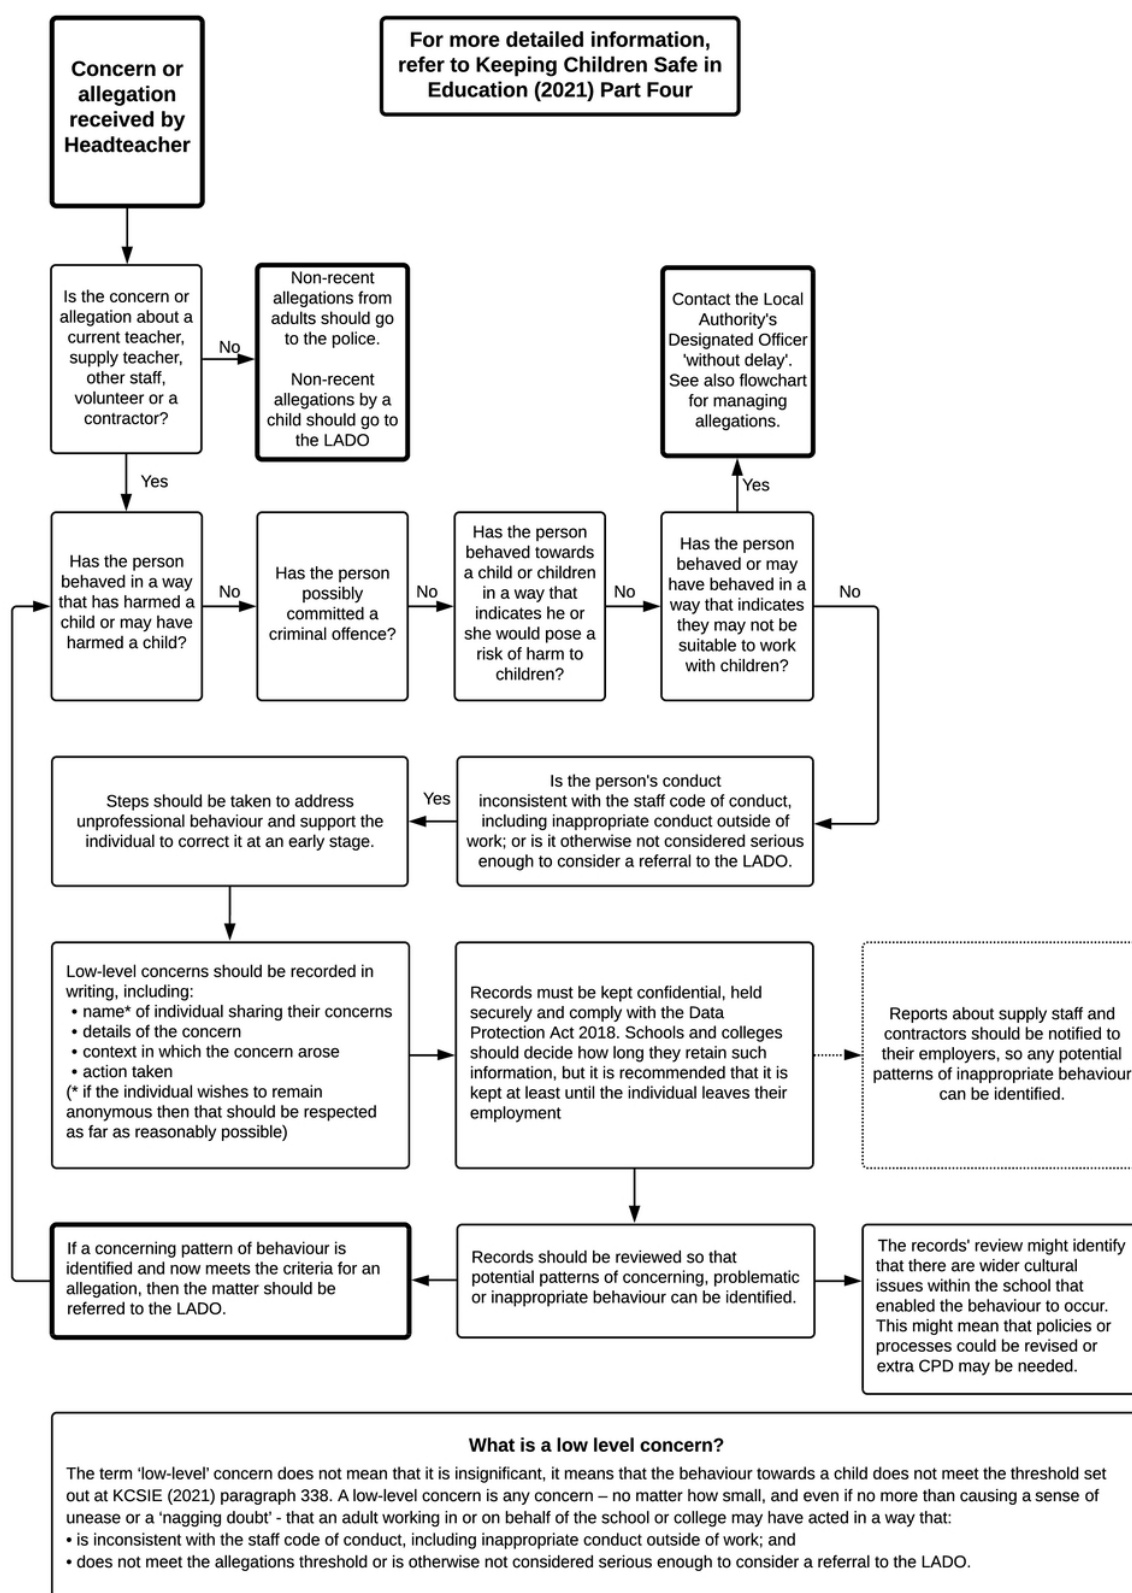 Concern or
allegation
received by
Headteacher
For more detailed information,
refer to Keeping Children Safe in
Education (2021) Part Four
Is the concern or
allegation about a
current teacher,
supply teacher,
other staff,
volunteer or a
contractor?
No
Non-recent
allegations from
adults should go
to the police.
Non-recent
allegations by a
child should go to
the LADO
Contact the Local
Authority's
Designated Officer
'without delay'.
See also flowchart
for managing
allegations.
Yes
Yes
Has the person
behaved in a way
that has harmed a
child or may have
harmed a child?
No
Has the person
possibly
committed a
criminal offence?
No
Has the person
behaved towards
a child or children
in a way that
indicates he or
she would pose a
risk of harm to
children?
No
Has the person
behaved or may
have behaved in a
way that indicates
they may not be
suitable to work
with children?
No
Steps should be taken to address
unprofessional behaviour and support the
individual to correct it at an early stage.
Yes
Is the person's conduct
inconsistent with the staff code of conduct,
including inappropriate conduct outside of
work; or is it otherwise not considered serious
enough to consider a referral to the LADO.
Low-level concerns should be recorded in
writing, including:
• name* of individual sharing their concerns
• details of the concern
• context in which the concern arose
• action taken
(* if the individual wishes to remain
anonymous then that should be respected
as far as reasonably possible)
Records must be kept confidential, held
securely and comply with the Data
Protection Act 2018. Schools and colleges
should decide how long they retain such
information, but it is recommended that it is
kept at least until the individual leaves their
employment
Reports about supply staff and
contractors should be notified to
their employers, so any potential
patterns of inappropriate behaviour
can be identified.
If a concerning pattern of behaviour is
identified and now meets the criteria for an
allegation, then the matter should be
referred to the LADO.
Records should be reviewed so that
potential patterns of concerning, problematic
or inappropriate behaviour can be identified.
The records' review might identify
that there are wider cultural
issues within the school that
enabled the behaviour to occur.
This might mean that policies or
processes could be revised or
extra CPD may be needed.
What is a low level concern?
The term ‘low-level’ concern does not mean that it is insignificant, it means that the behaviour towards a child does not meet the threshold set
out at KCSIE (2021) paragraph 338. A low-level concern is any concern – no matter how small, and even if no more than causing a sense of
unease or a ‘nagging doubt’ - that an adult working in or on behalf of the school or college may have acted in a way that:
• is inconsistent with the staff code of conduct, including inappropriate conduct outside of work; and
• does not meet the allegations threshold or is otherwise not considered serious enough to consider a referral to the LADO.